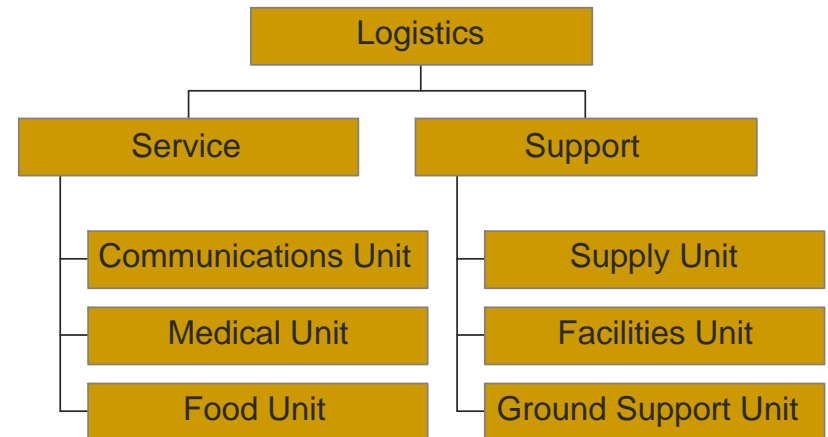 Logistics
Service
Support
Communications Unit
Supply Unit
Medical Unit
Facilities Unit
Food Unit
Ground Support Unit